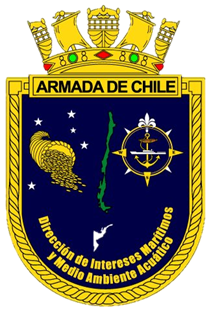 ARMADA DE CHILE
Dirección de Intereses Marítimos
y Medio Ambiente Acuático